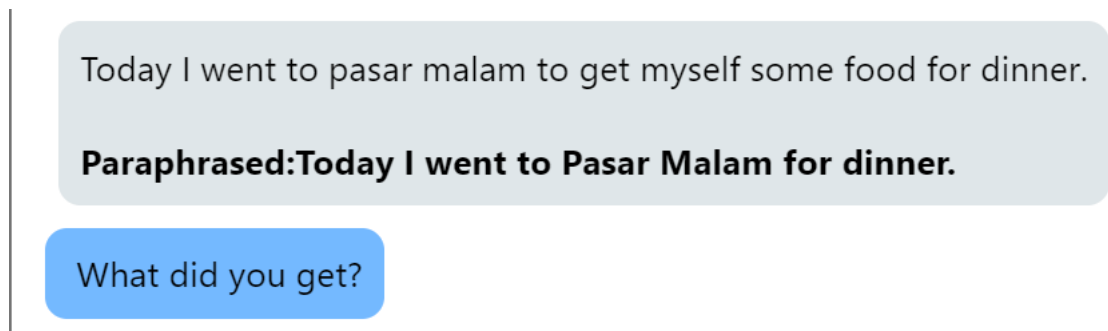 Today I went to pasar malam to get myself some food for dinner.
Paraphrased:Today I went to Pasar Malam for dinner.
What did you get?